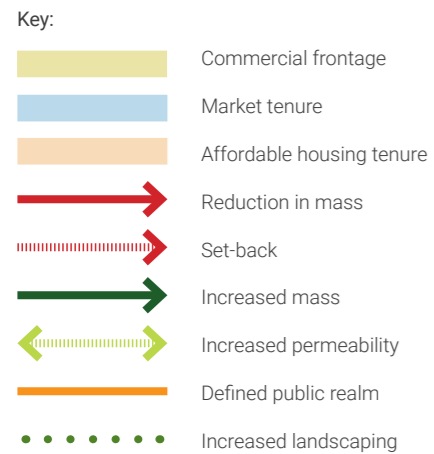 Key:
Commercial frontage
Market tenure
Affordable housing tenure
Reduction in mass
Set-back
Increased mass
Increased permeability
Defined public realm
Increased landscaping